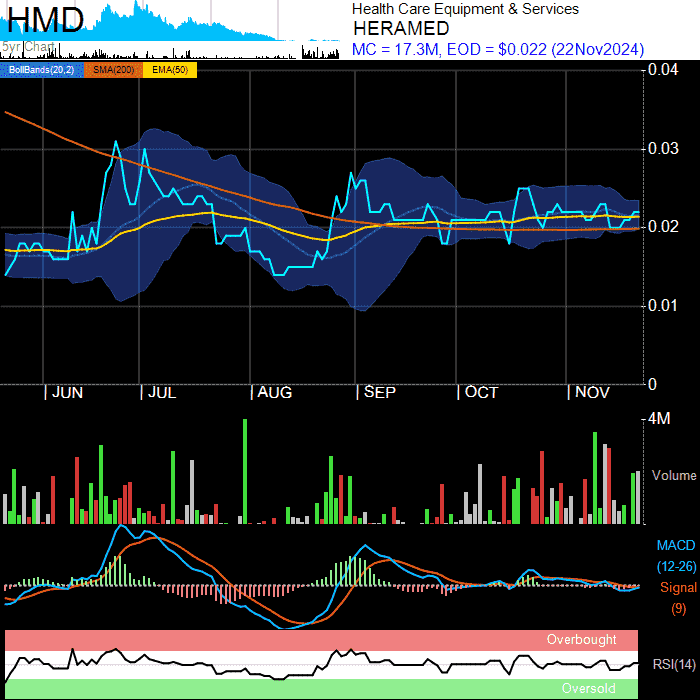 HMD
5yr Chart
Health Care Equipment & Services
HERAMED
MC = 17.3M, EOD = $0.022 (22Nov2024)
BollBands(20,2) SMA(200) EMA(50)
0.04
0.03
0.02
0.01
0
JUN JUL AUG SEP OCT NOV
4M
Volume
MACD
(12-26)
Signal
(9)
Overbought
RSI(14)
Oversold